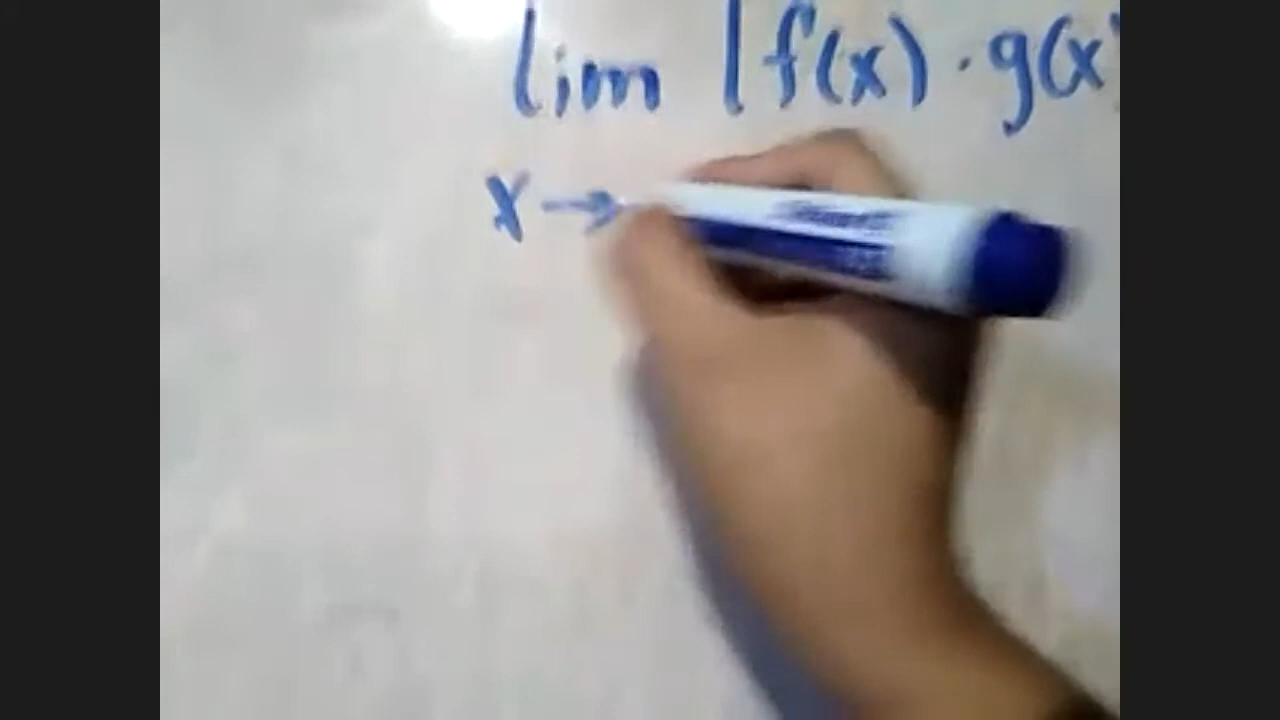 lim |f(x) · g(x)
x →